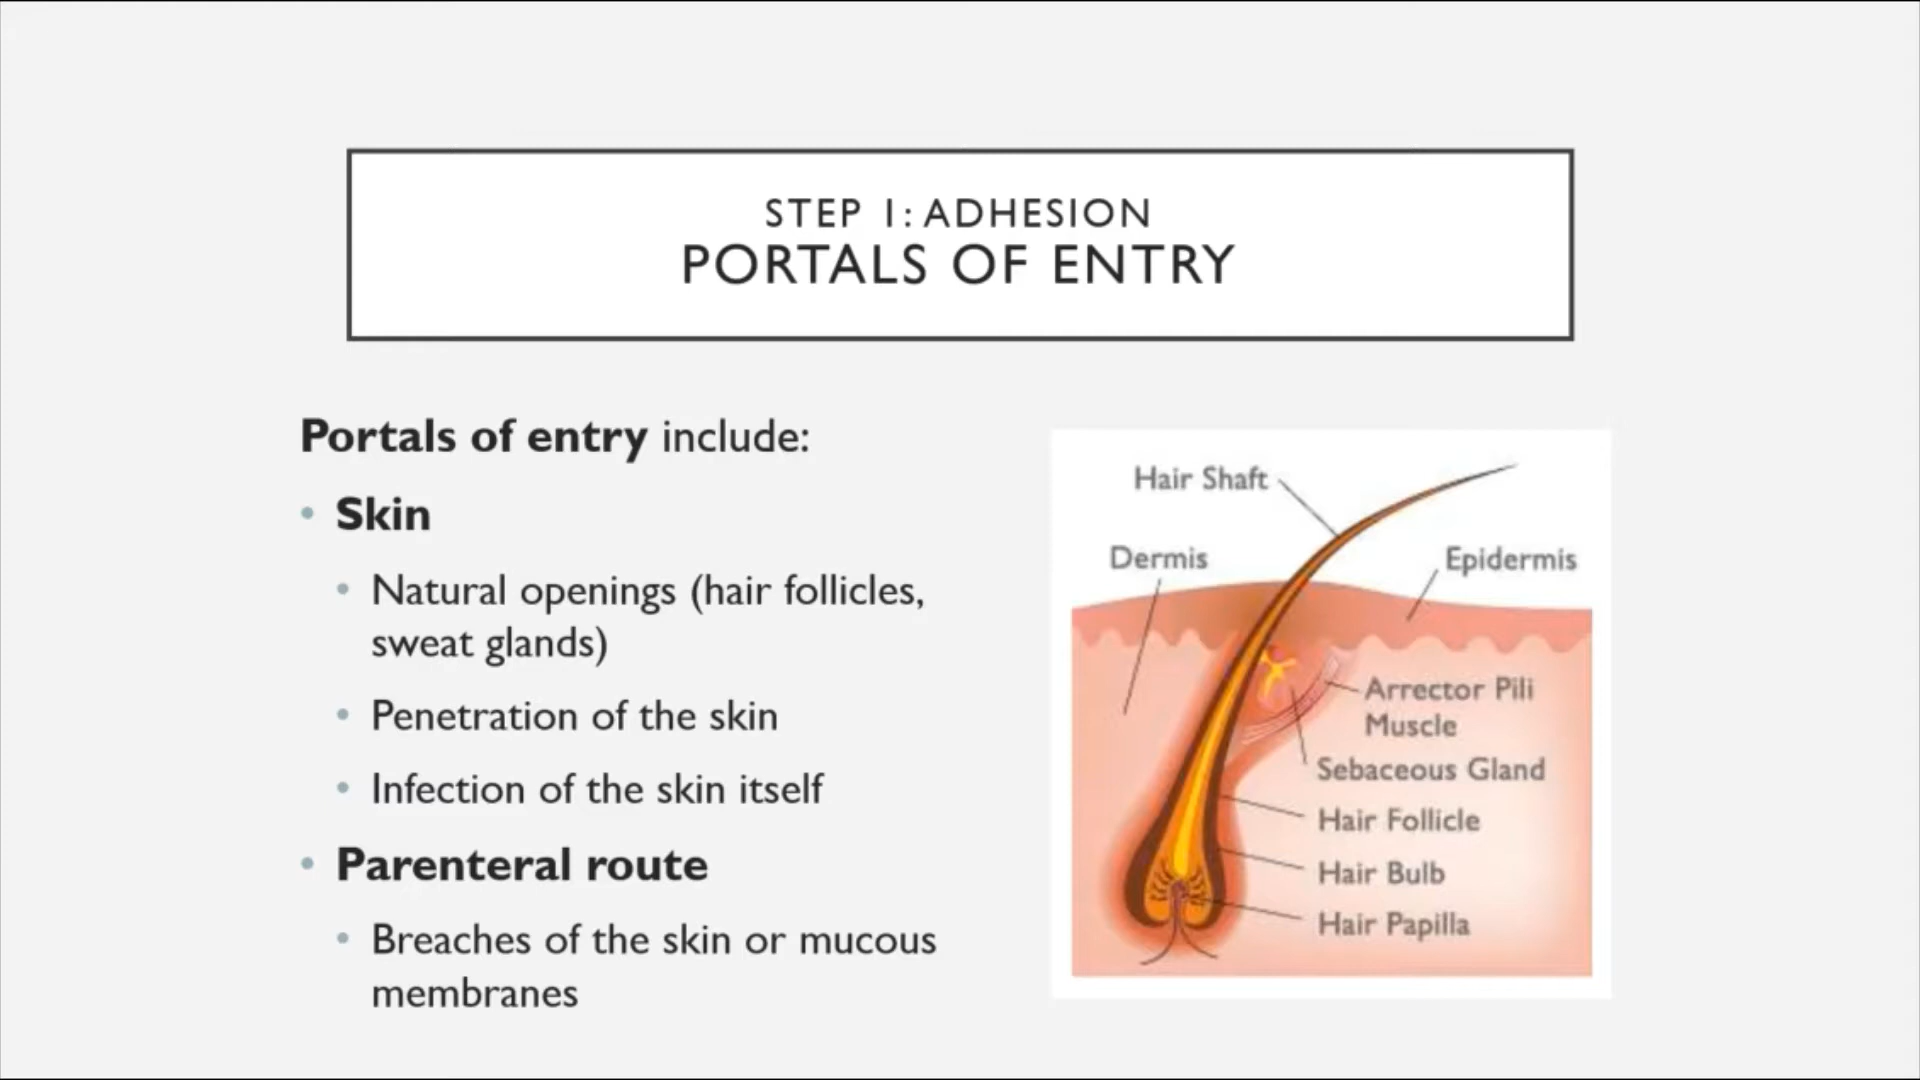 STEP 1: ADHESION
PORTALS OF ENTRY
Portals of entry include:
• Skin
• Natural openings (hair follicles,
sweat glands)
• Penetration of the skin
• Infection of the skin itself
• Parenteral route
• Breaches of the skin or mucous
membranes
Hair Shaft
Dermis
Epidermis
Arrector Pili
Muscle
Sebaceous Gland
Hair Follicle
Hair Bulb
Hair Papilla